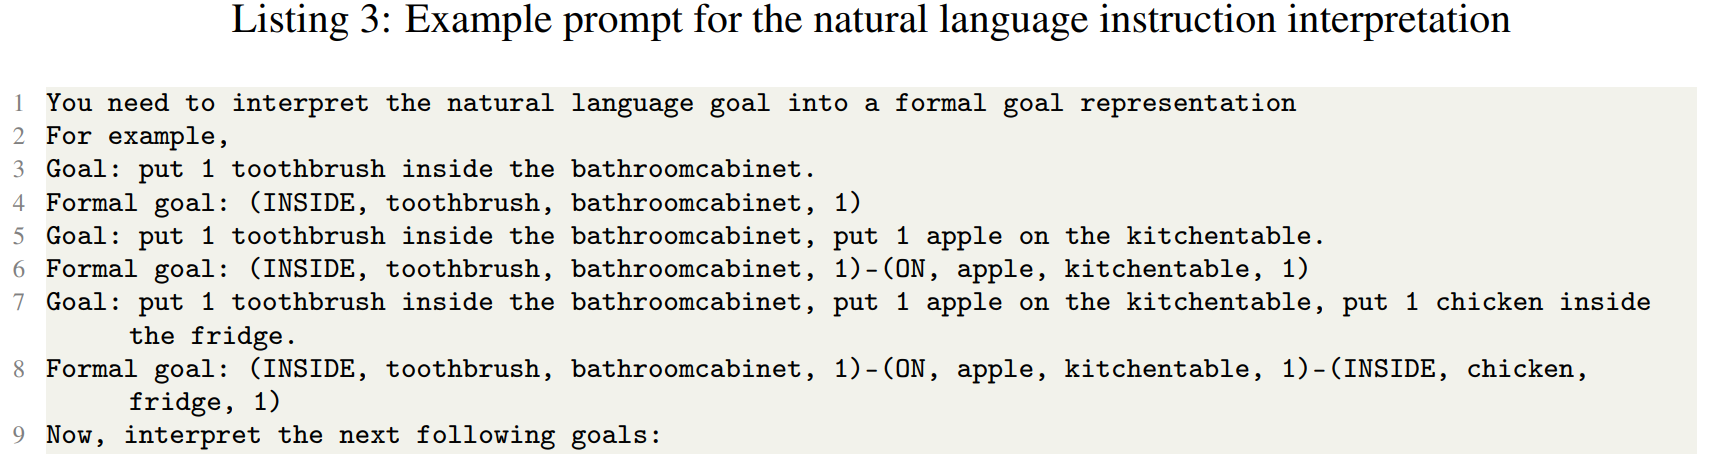 Listing 3: Example prompt for the natural language instruction interpretation
1 You need to interpret the natural language goal into a formal goal representation
2 For example,
3 Goal: put 1 toothbrush inside the bathroomcabinet.
4 Formal goal: (INSIDE, toothbrush, bathroomcabinet, 1)
5 Goal: put 1 toothbrush inside the bathroomcabinet, put 1 apple on the kitchentable.
6 Formal goal: (INSIDE, toothbrush, bathroomcabinet, 1)-(ON, apple, kitchentable, 1)
7 Goal: put 1 toothbrush inside the bathroomcabinet, put 1 apple on the kitchentable, put 1 chicken inside
the fridge.
8 Formal goal: (INSIDE, toothbrush, bathroomcabinet, 1)-(ON, apple, kitchentable, 1)-(INSIDE, chicken,
fridge, 1)
9 Now, interpret the next following goals: